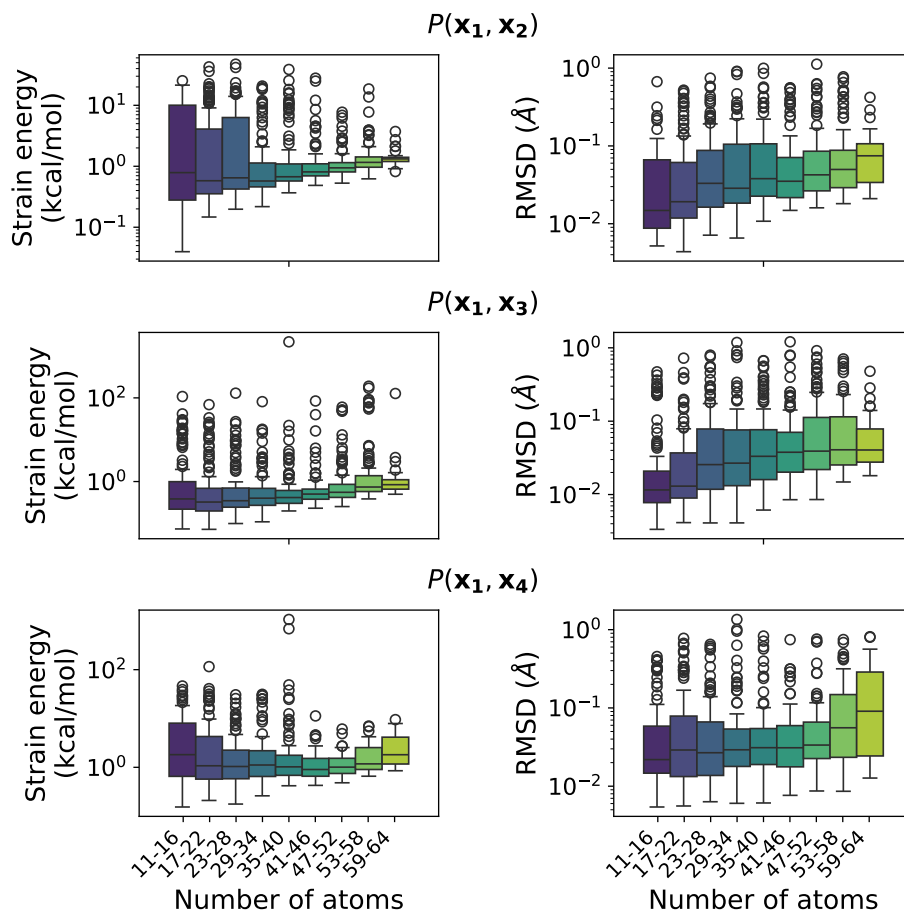 P(x₁, x₂)
Strain energy
(kcal/mol)
10¹
10⁰
10⁻¹
RMSD (Å)
10⁰
10⁻¹
10⁻²
P(x₁, x₃)
Strain energy
(kcal/mol)
10²
10⁰
RMSD (Å)
10⁰
10⁻¹
10⁻²
P(x₁, x₄)
Strain energy
(kcal/mol)
10²
10⁰
RMSD (Å)
10⁰
10⁻¹
10⁻²
11-16
17-22
23-28
29-34
35-40
41-46
47-52
53-58
59-64
Number of atoms
11-16
17-22
23-28
29-34
35-40
41-46
47-52
53-58
59-64
Number of atoms